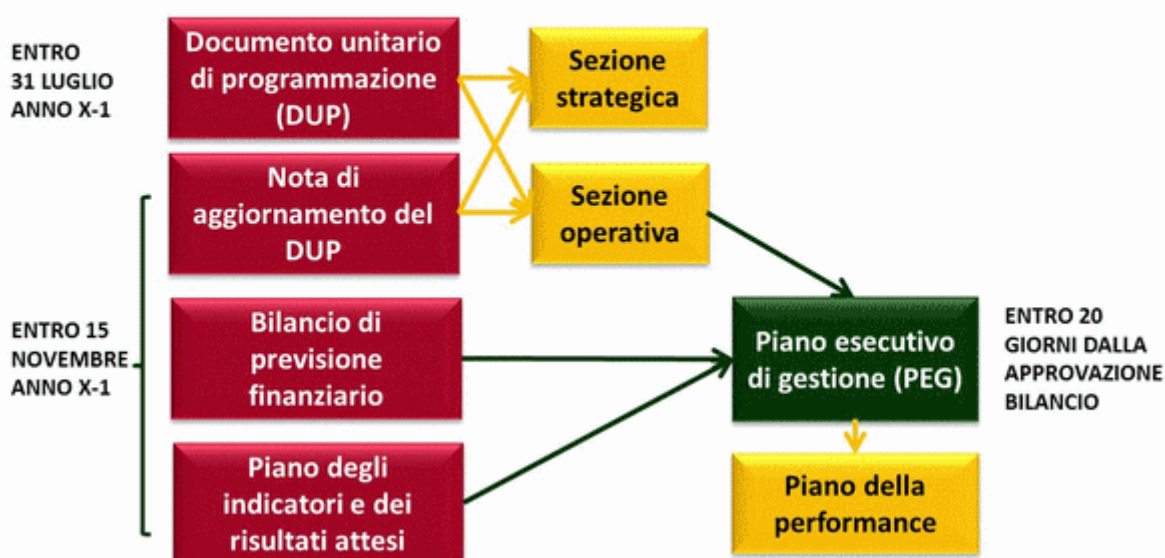 ENTRO
31 LUGLIO
ANNO X-1
Documento unitario
di programmazione
(DUP)
Sezione
strategica
Nota di
aggiornamento del
DUP
Sezione
operativa
ENTRO 15
NOVEMBRE
ANNO X-1
Bilancio di
previsione
finanziario
Piano esecutivo
di gestione (PEG)
ENTRO 20
GIORNI DALLA
APPROVAZIONE
BILANCIO
Piano degli
indicatori e dei
risultati attesi
Piano della
performance